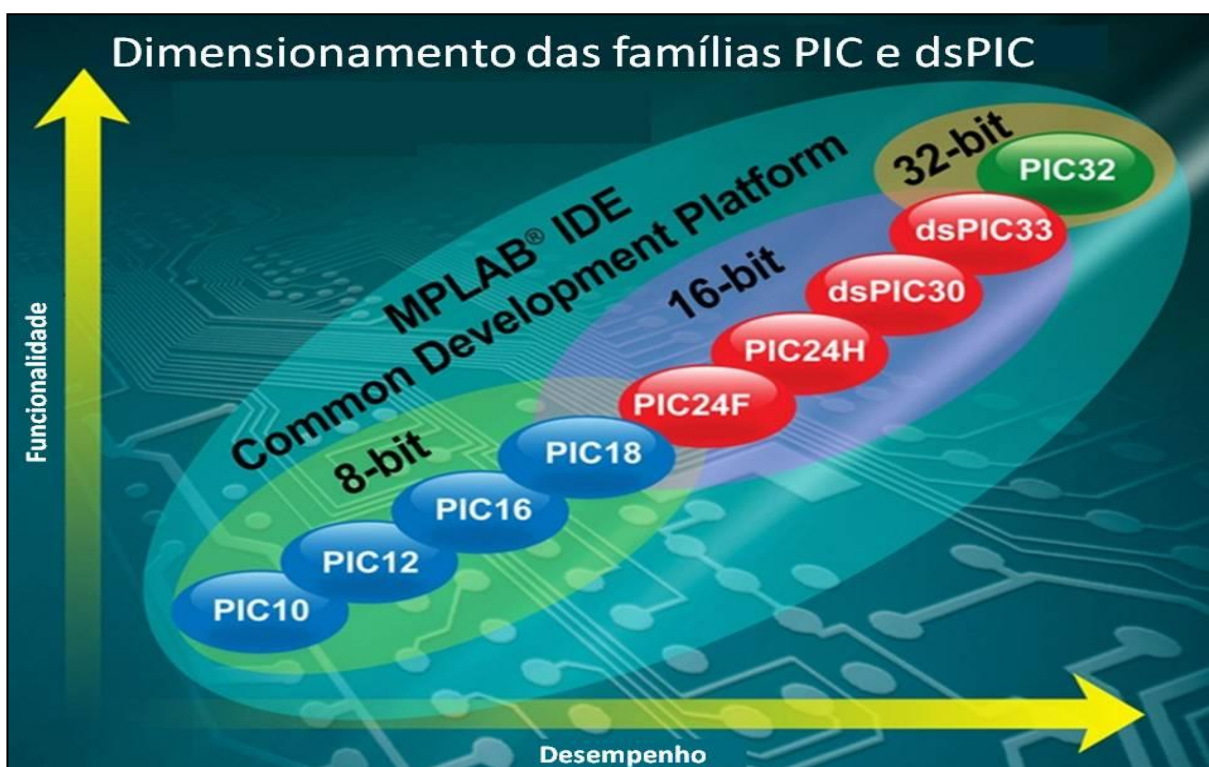 Dimensionamento das famílias PIC e dsPIC
Funcionalidade
MPLAB® IDE
Common Development Platform
32-bit
PIC32
dsPIC33
16-bit
dsPIC30
PIC24H
PIC24F
8-bit
PIC18
PIC16
PIC12
PIC10
Desempenho